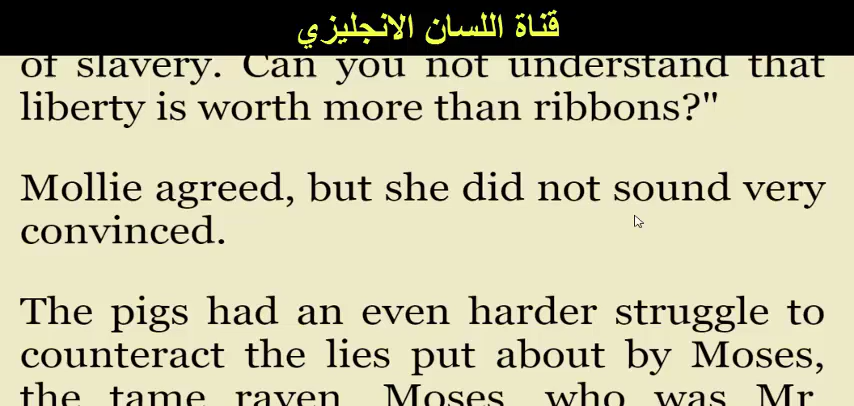 قناة اللسان الانجليزي
of slavery. Can you not understand that
liberty is worth more than ribbons?"
Mollie agreed, but she did not sound very
convinced.
The pigs had an even harder struggle to
counteract the lies put about by Moses,
the tame raven. Moses, who was Mr.